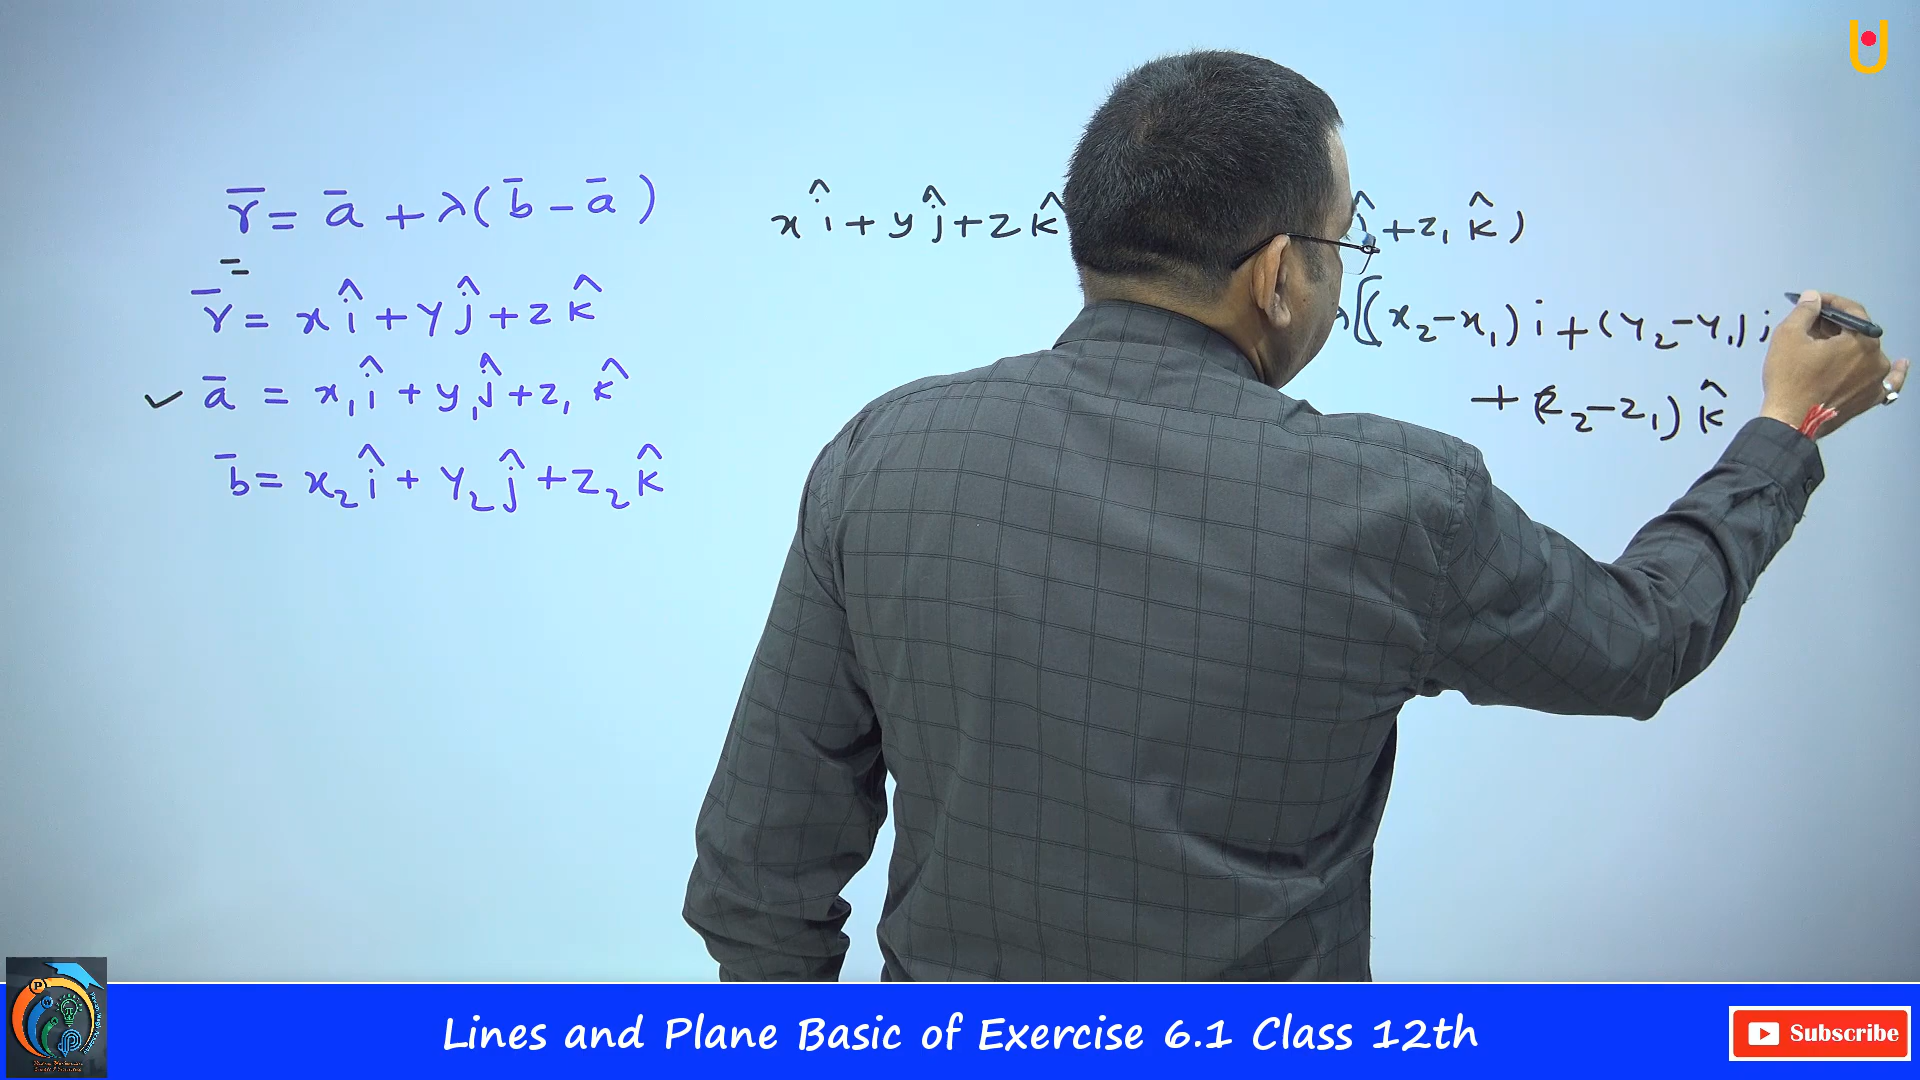 r̅ = a̅ + λ( b̅ - a̅ )
r̅ = x î + y ĵ + z k̂
✓ a̅ = x₁ î + y₁ ĵ + z₁ k̂
b̅ = x₂ î + y₂ ĵ + z₂ k̂
x î + y ĵ + z k̂
+ z₁ k̂ )
λ[(x₂ - x₁) i + (y₂ - y₁) j
+ (z₂ - z₁) k̂
Lines and Plane Basic of Exercise 6.1 Class 12th
Subscribe